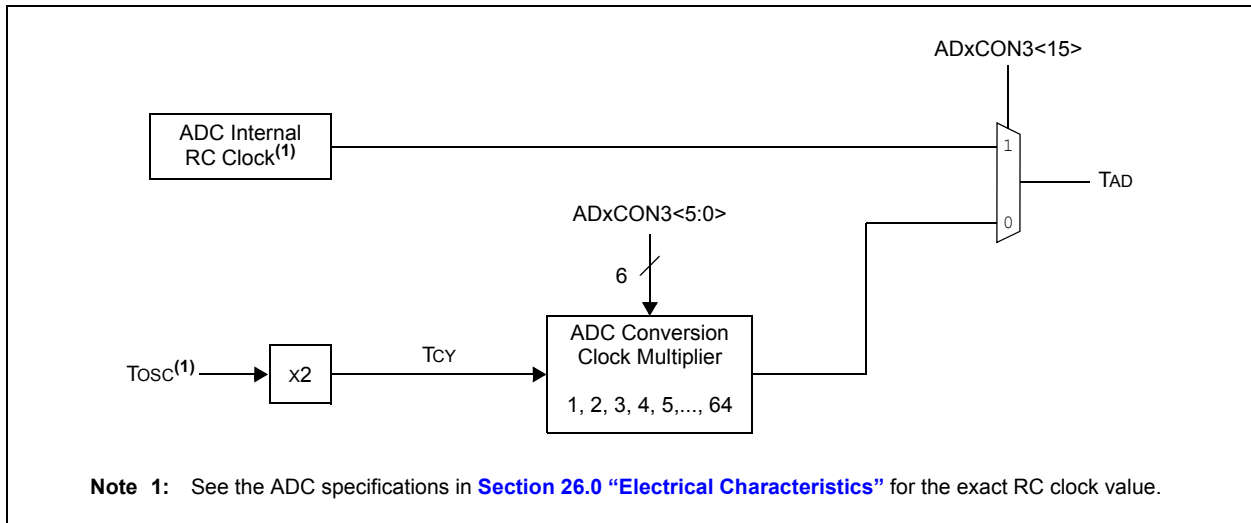 ADxCON3<15>
ADC Internal
RC Clock(1)
1
TAD
ADxCON3<5:0>
0
6
ADC Conversion
Clock Multiplier
TOSC(1)
X2
TCY
1, 2, 3, 4, 5,..., 64
Note 1: See the ADC specifications in Section 26.0 “Electrical Characteristics” for the exact RC clock value.